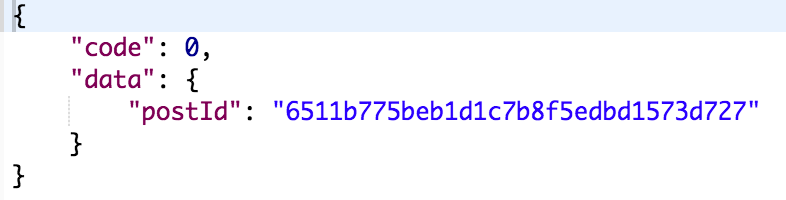 {
    "code": 0,
    "data": {
        "postId": "6511b775beb1d1c7b8f5edbd1573d727"
    }
}